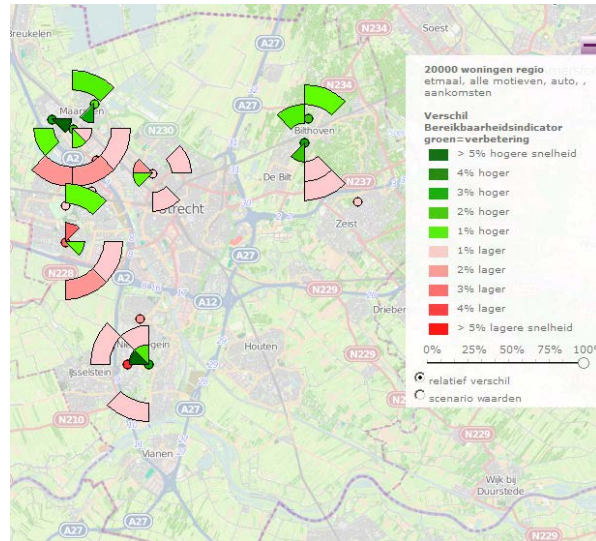 Breukelen
N234
Soest
A27
N234
Maarssen
N230
Bilthoven
A2
De Bilt
N237
Utrecht
Zeist
N228
A2
A12
N229
Driebergen
Nieuwegein
Houten
IJsselstein
N229
N210
A27
N229
Vianen
Wijk bij
Duurstede
A27
20000 woningen regio
etmaal, alle motieven, auto, ,
aankomsten
Verschil
Bereikbaarheidsindicator
groen=verbetering
> 5% hogere snelheid
4% hoger
3% hoger
2% hoger
1% hoger
1% lager
2% lager
3% lager
4% lager
> 5% lagere snelheid
0% 25% 50% 75% 100%
relatief verschil
scenario waarden